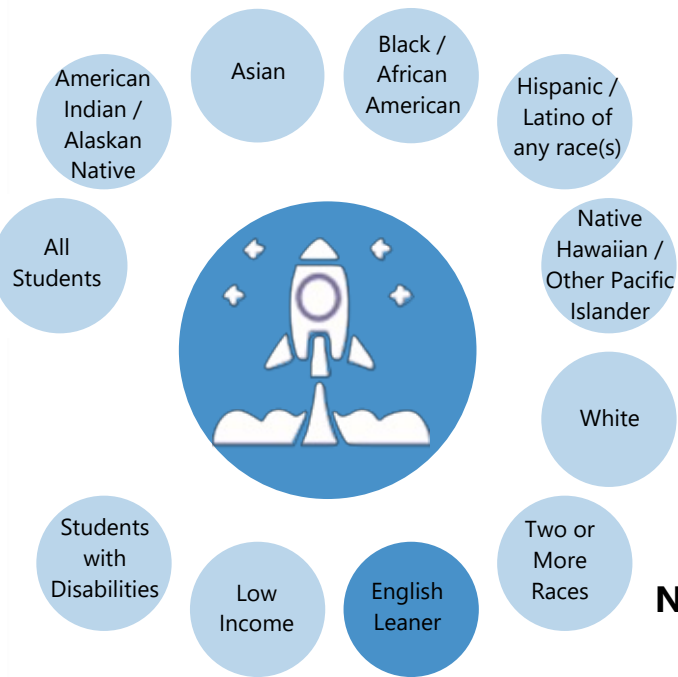 American
Indian /
Alaskan
Native
Asian
Black /
African
American
Hispanic /
Latino of
any race(s)
All
Students
Native
Hawaiian /
Other Pacific
Islander
White
Students
with
Disabilities
Low
Income
English
Leaner
Two or
More
Races
N